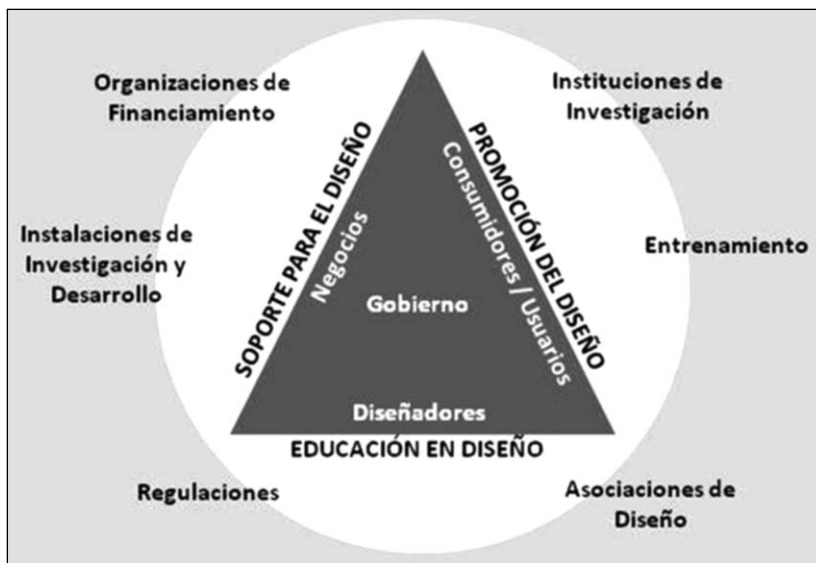 Organizaciones de
Financiamiento
Instituciones de
Investigación
SOPORTE PARA EL DISEÑO
Negocios
PROMOCIÓN DEL DISEÑO
Consumidores / Usuarios
Instalaciones de
Investigación y
Desarrollo
Entrenamiento
Gobierno
Diseñadores
EDUCACIÓN EN DISEÑO
Regulaciones
Asociaciones de
Diseño